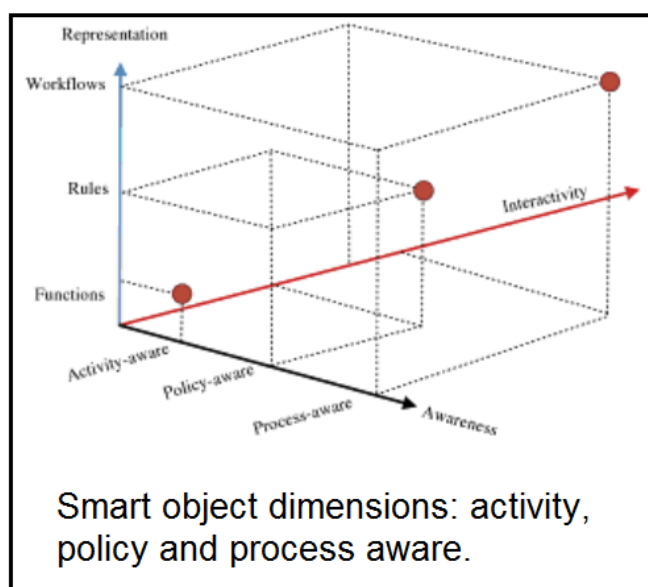 Representation
Workflows
Rules
Interactivity
Functions
Activity-aware
Policy-aware
Process-aware
Awareness
Smart object dimensions: activity,
policy and process aware.